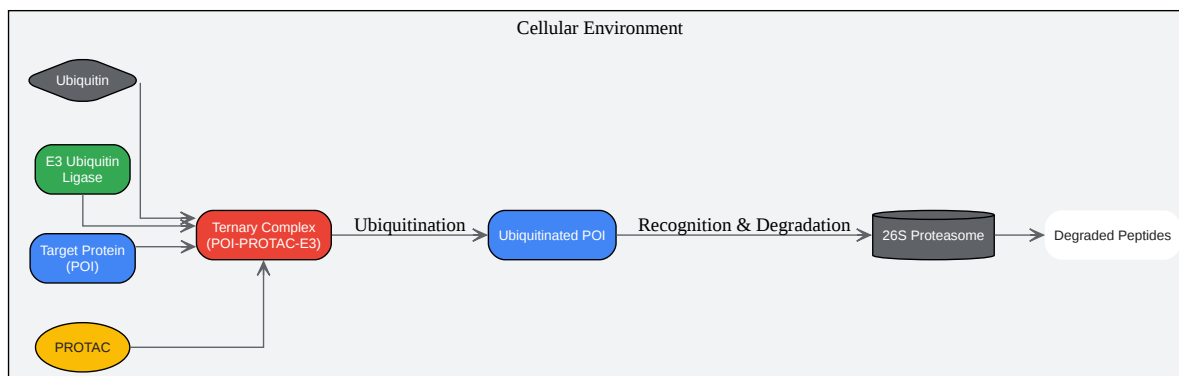 Cellular Environment
Ubiquitin
E3 Ubiquitin
Ligase
Target Protein
(POI)
PROTAC
Ternary Complex
(POI-PROTAC-E3)
Ubiquitination
Ubiquitinated POI
Recognition & Degradation
26S Proteasome
Degraded Peptides